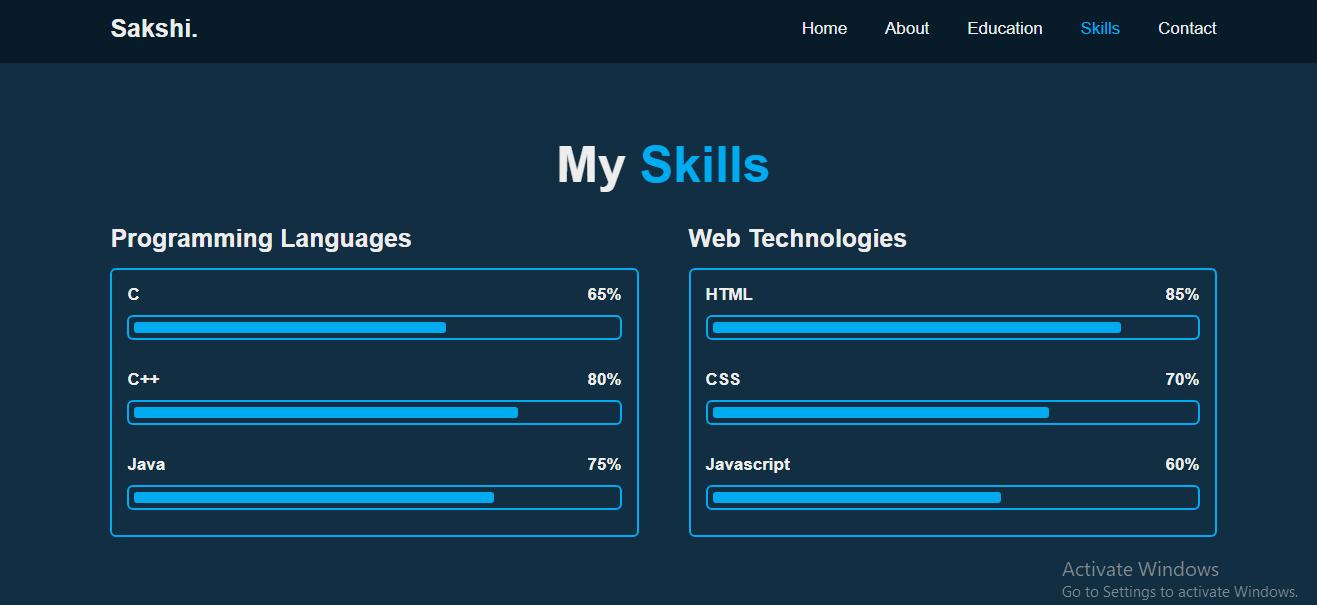 Sakshi.
Home About Education Skills Contact
My Skills
Programming Languages
C 65%
C++ 80%
Java 75%
Web Technologies
HTML 85%
CSS 70%
Javascript 60%
Activate Windows
Go to Settings to activate Windows.